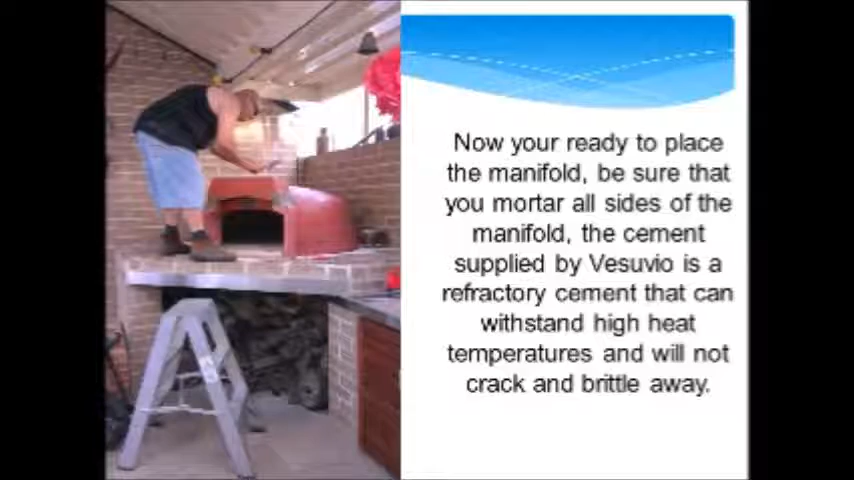 Now your ready to place
the manifold, be sure that
you mortar all sides of the
manifold, the cement
supplied by Vesuvio is a
refractory cement that can
withstand high heat
temperatures and will not
crack and brittle away.